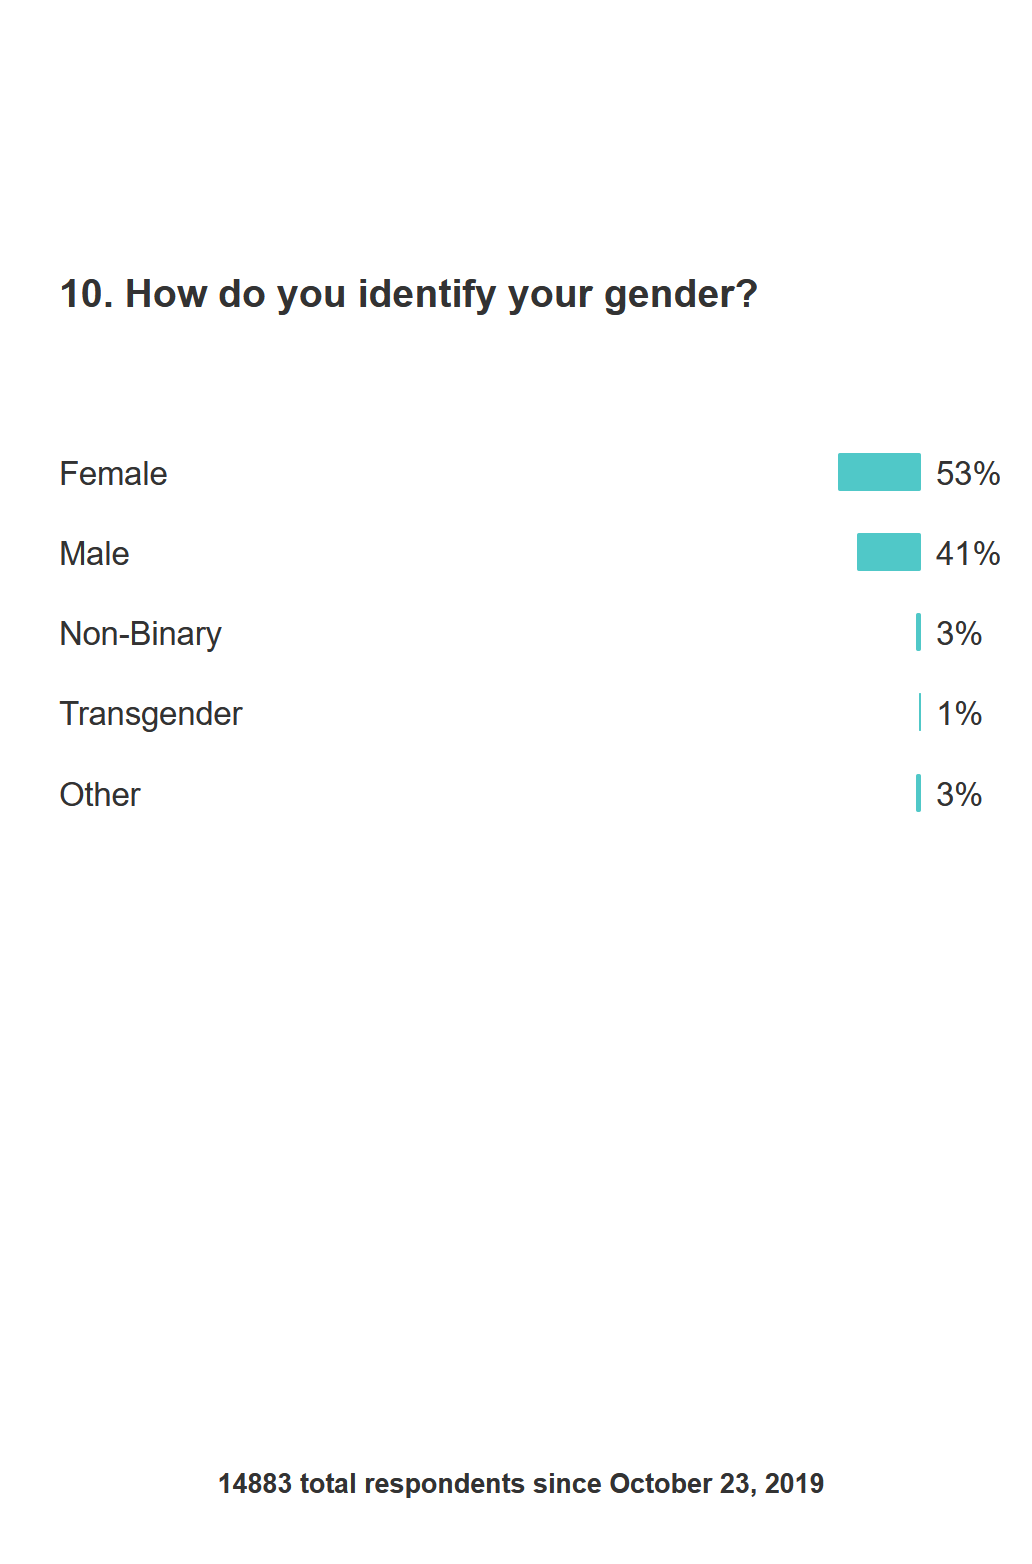 10. How do you identify your gender?
Female 53%
Male 41%
Non-Binary 3%
Transgender 1%
Other 3%
14883 total respondents since October 23, 2019